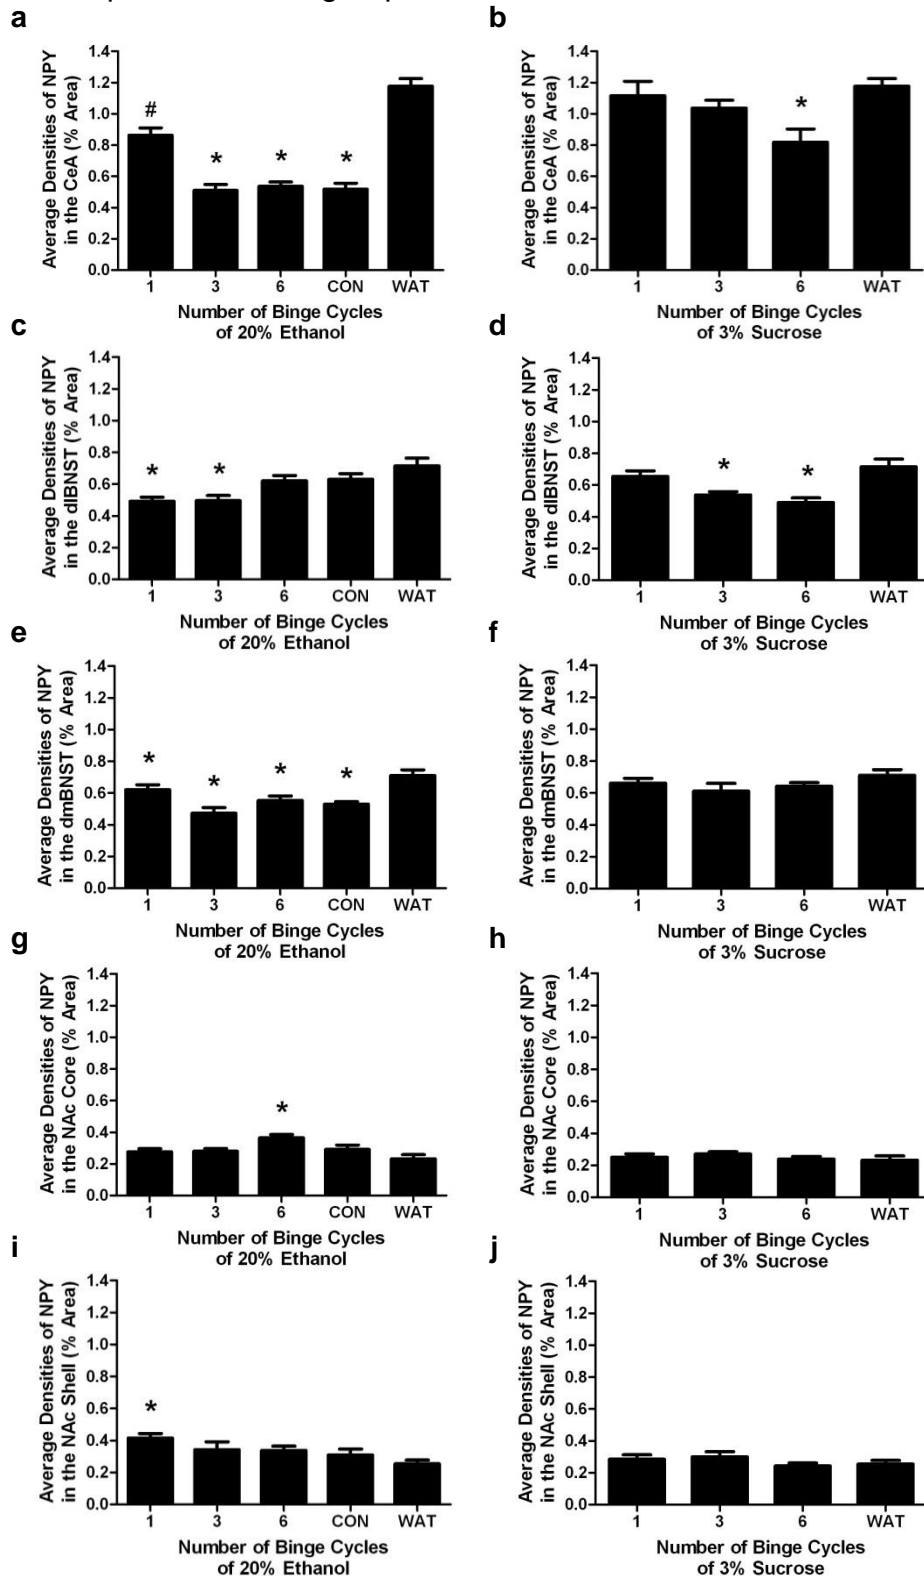 a
Average Densities of NPY
in the CeA (% Area)
1.4
1.2
1.0
0.8
0.6
0.4
0.2
0.0
#
*
*
*
1 3 6 CON WAT
Number of Binge Cycles
of 20% Ethanol
b
Average Densities of NPY
in the CeA (% Area)
1.4
1.2
1.0
0.8
0.6
0.4
0.2
0.0
*
1 3 6 WAT
Number of Binge Cycles
of 3% Sucrose
c
Average Densities of NPY
in the dlBNST (% Area)
1.4
1.2
1.0
0.8
0.6
0.4
0.2
0.0
*
*
1 3 6 CON WAT
Number of Binge Cycles
of 20% Ethanol
d
Average Densities of NPY
in the dlBNST (% Area)
1.4
1.2
1.0
0.8
0.6
0.4
0.2
0.0
*
*
1 3 6 WAT
Number of Binge Cycles
of 3% Sucrose
e
Average Densities of NPY
in the dmBNST (% Area)
1.4
1.2
1.0
0.8
0.6
0.4
0.2
0.0
*
*
*
*
1 3 6 CON WAT
Number of Binge Cycles
of 20% Ethanol
f
Average Densities of NPY
in the dmBNST (% Area)
1.4
1.2
1.0
0.8
0.6
0.4
0.2
0.0
1 3 6 WAT
Number of Binge Cycles
of 3% Sucrose
g
Average Densities of NPY
in the NAc Core (% Area)
1.4
1.2
1.0
0.8
0.6
0.4
0.2
0.0
*
1 3 6 CON WAT
Number of Binge Cycles
of 20% Ethanol
h
Average Densities of NPY
in the NAc Core (% Area)
1.4
1.2
1.0
0.8
0.6
0.4
0.2
0.0
1 3 6 WAT
Number of Binge Cycles
of 3% Sucrose
i
Average Densities of NPY
in the NAc Shell (% Area)
1.4
1.2
1.0
0.8
0.6
0.4
0.2
0.0
*
1 3 6 CON WAT
Number of Binge Cycles
of 20% Ethanol
j
Average Densities of NPY
in the NAc Shell (% Area)
1.4
1.2
1.0
0.8
0.6
0.4
0.2
0.0
1 3 6 WAT
Number of Binge Cycles
of 3% Sucrose